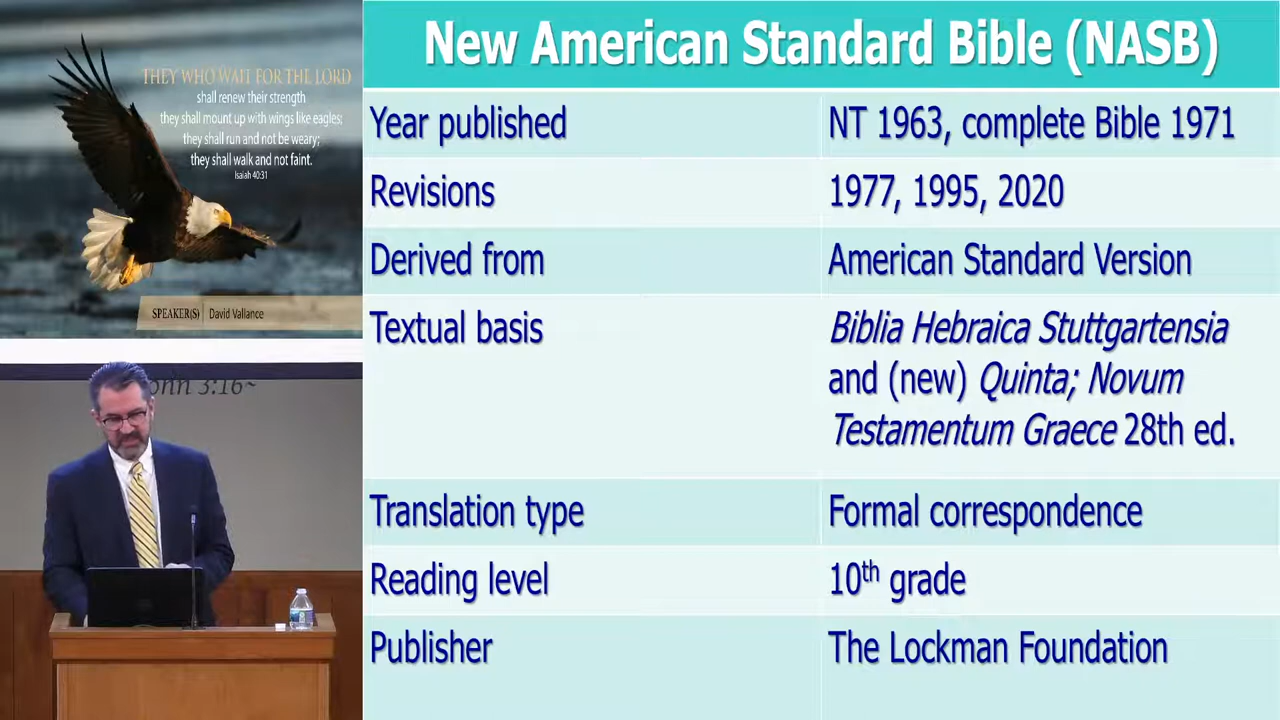 THEY WHO WAIT FOR THE LORD
shall renew their strength
they shall mount up with wings like eagles;
they shall run and not be weary;
they shall walk and not faint.
Isaiah 40:31
SPEAKER(S) David Vallance
John 3:16~
New American Standard Bible (NASB)
Year published NT 1963, complete Bible 1971
Revisions 1977, 1995, 2020
Derived from American Standard Version
Textual basis Biblia Hebraica Stuttgartensia
and (new) Quinta; Novum
Testamentum Graece 28th ed.
Translation type Formal correspondence
Reading level 10th grade
Publisher The Lockman Foundation